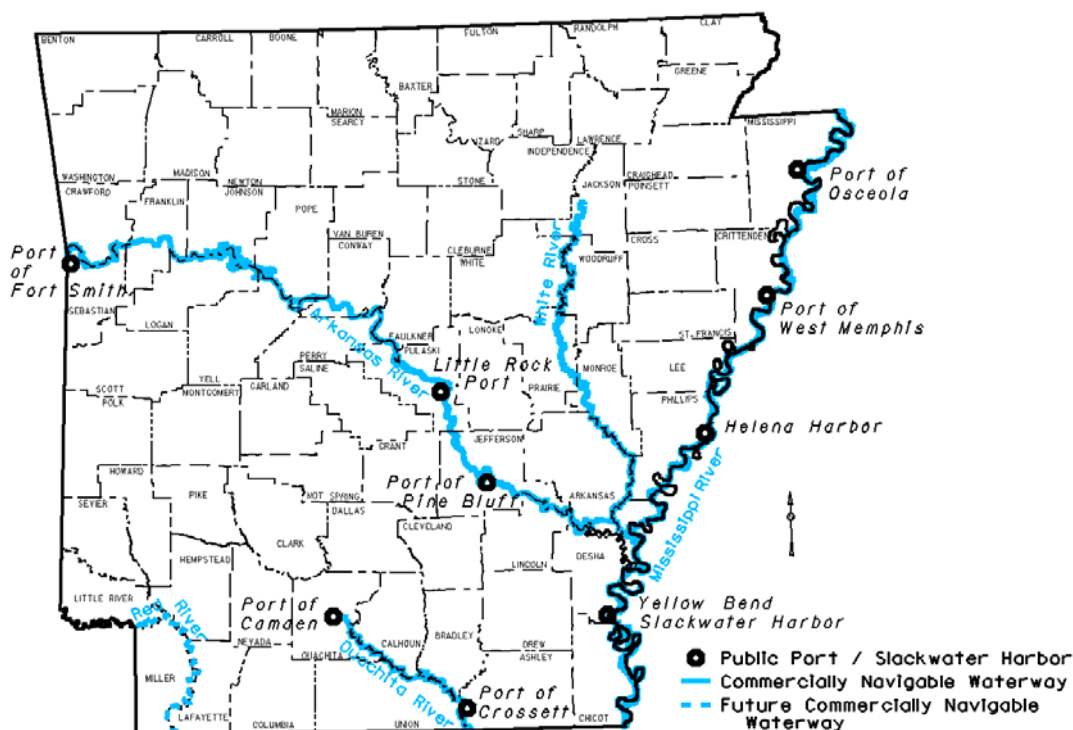 BENTON
CARROLL
BOONE
FULTON
RANDOLPH
CLAY
GREENE
BAXTER
MARION
SEARCY
IZARD
SHARP
LAWRENCE
INDEPENDENCE
MISSISSIPPI
WASHINGTON
CRAWFORD
MADISON
NEWTON
JOHNSON
FRANKLIN
STONE
JACKSON
CRAIGHEAD
POINSETT
Port of
Osceola
POPE
VAN BUREN
CONWAY
CLEBURNE
WHITE
White River
WOODRUFF
CROSS
CRITTENDEN
Port
of
Fort Smith
SEBASTIAN
LOGAN
Arkansas River
FAULKNER
PULASKI
LONOKE
ST-FRANCIS
Port of
West Memphis
SCOTT
POLK
YELL
MONTGOMERY
PERRY
SALINE
GARLAND
Little Rock
Port
PRAIRIE
MONROE
LEE
PHILLIPS
GRANT
JEFFERSON
Helena Harbor
HOWARD
SEVIER
PIKE
HOT SPRING
DALLAS
Port of
Pine Bluff
ARKANSAS
Mississippi River
CLEVELAND
CLARK
HEMPSTEAD
LINCOLN
DESHA
LITTLE RIVER
Red River
Port of
Camden
NEVADA
OUACHITA
CALHOUN
BRADLEY
DREW
ASHLEY
Yellow Bend
Slackwater Harbor
MILLER
LAFAYETTE
COLUMBIA
Ouachita River
UNION
Port of
Crossett
CHICOT
Public Port / Slackwater Harbor
Commercially Navigable Waterway
Future Commercially Navigable
Waterway